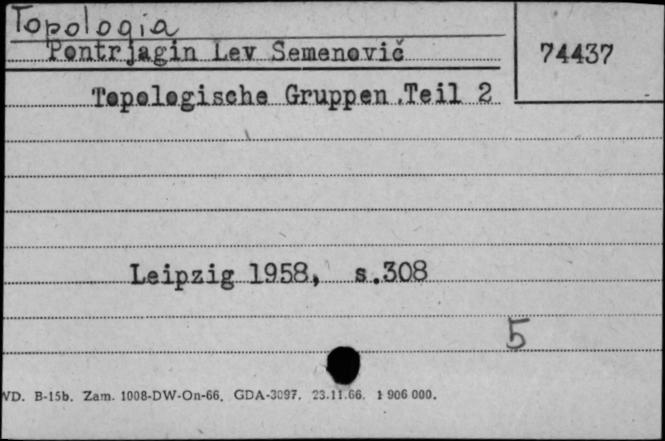 Topologia
Pontrjagin Lev Semenovič
74437
Topologische Gruppen.Teil 2
Leipzig 1958, s.308
5
WD. B-15b. Zam. 1008-DW-On-66. GDA-3097. 23.11.66. 1 906 000.